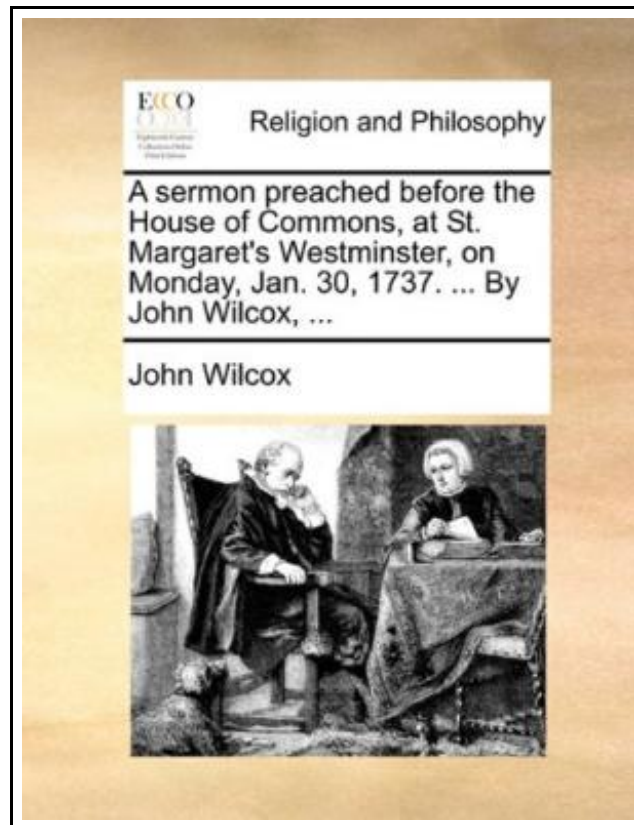 ECCO
Religion and Philosophy
A sermon preached before the
House of Commons, at St.
Margaret's Westminster, on
Monday, Jan. 30, 1737. ... By
John Wilcox, ...
John Wilcox